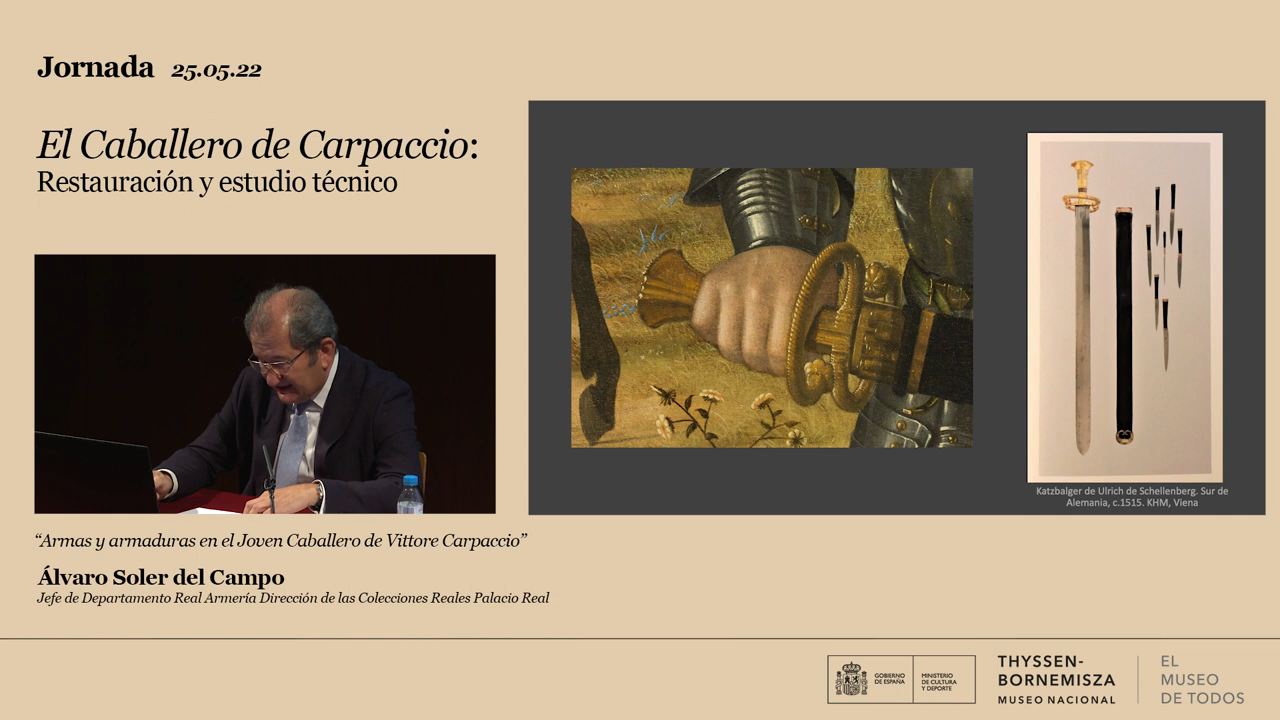 Jornada 25.05.22
El Caballero de Carpaccio:
Restauración y estudio técnico
Katzbalger de Ulrich de Schellenberg. Sur de
Alemania, c.1515. KHM, Viena
“Armas y armaduras en el Joven Caballero de Vittore Carpaccio”
Álvaro Soler del Campo
Jefe de Departamento Real Armería Dirección de las Colecciones Reales Palacio Real
GOBIERNO
DE ESPAÑA
MINISTERIO
DE CULTURA
Y DEPORTE
THYSSEN-
BORNEMISZA
MUSEO NACIONAL
EL
MUSEO
DE TODOS